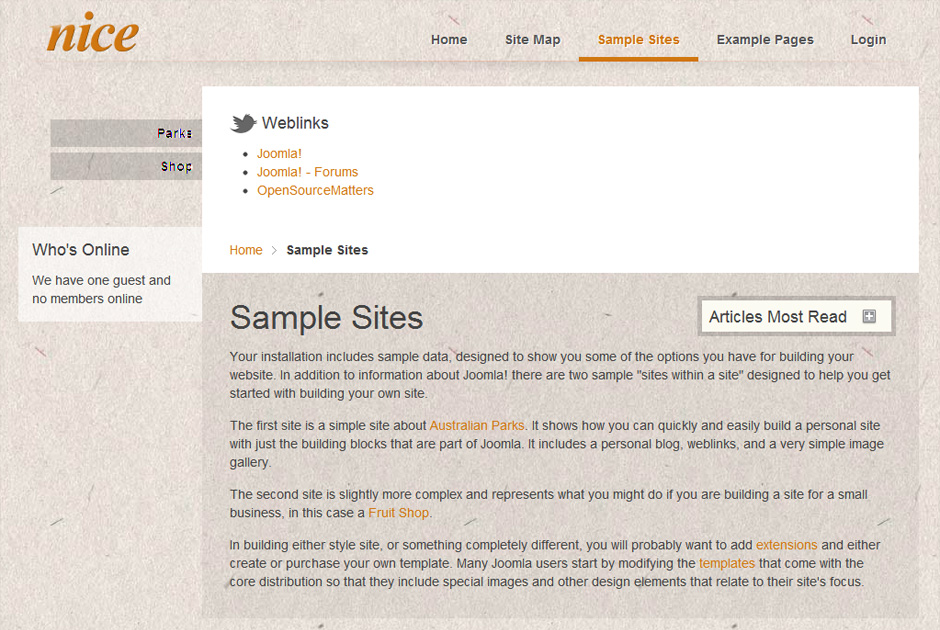 nice
Home Site Map Sample Sites Example Pages Login
Parks
Shop
Who's Online
We have one guest and
no members online
Weblinks
Joomla!
Joomla! - Forums
OpenSourceMatters
Home > Sample Sites
Sample Sites
Articles Most Read
Your installation includes sample data, designed to show you some of the options you have for building your
website. In addition to information about Joomla! there are two sample "sites within a site" designed to help you get
started with building your own site.
The first site is a simple site about Australian Parks. It shows how you can quickly and easily build a personal site
with just the building blocks that are part of Joomla. It includes a personal blog, weblinks, and a very simple image
gallery.
The second site is slightly more complex and represents what you might do if you are building a site for a small
business, in this case a Fruit Shop.
In building either style site, or something completely different, you will probably want to add extensions and either
create or purchase your own template. Many Joomla users start by modifying the templates that come with the
core distribution so that they include special images and other design elements that relate to their site's focus.